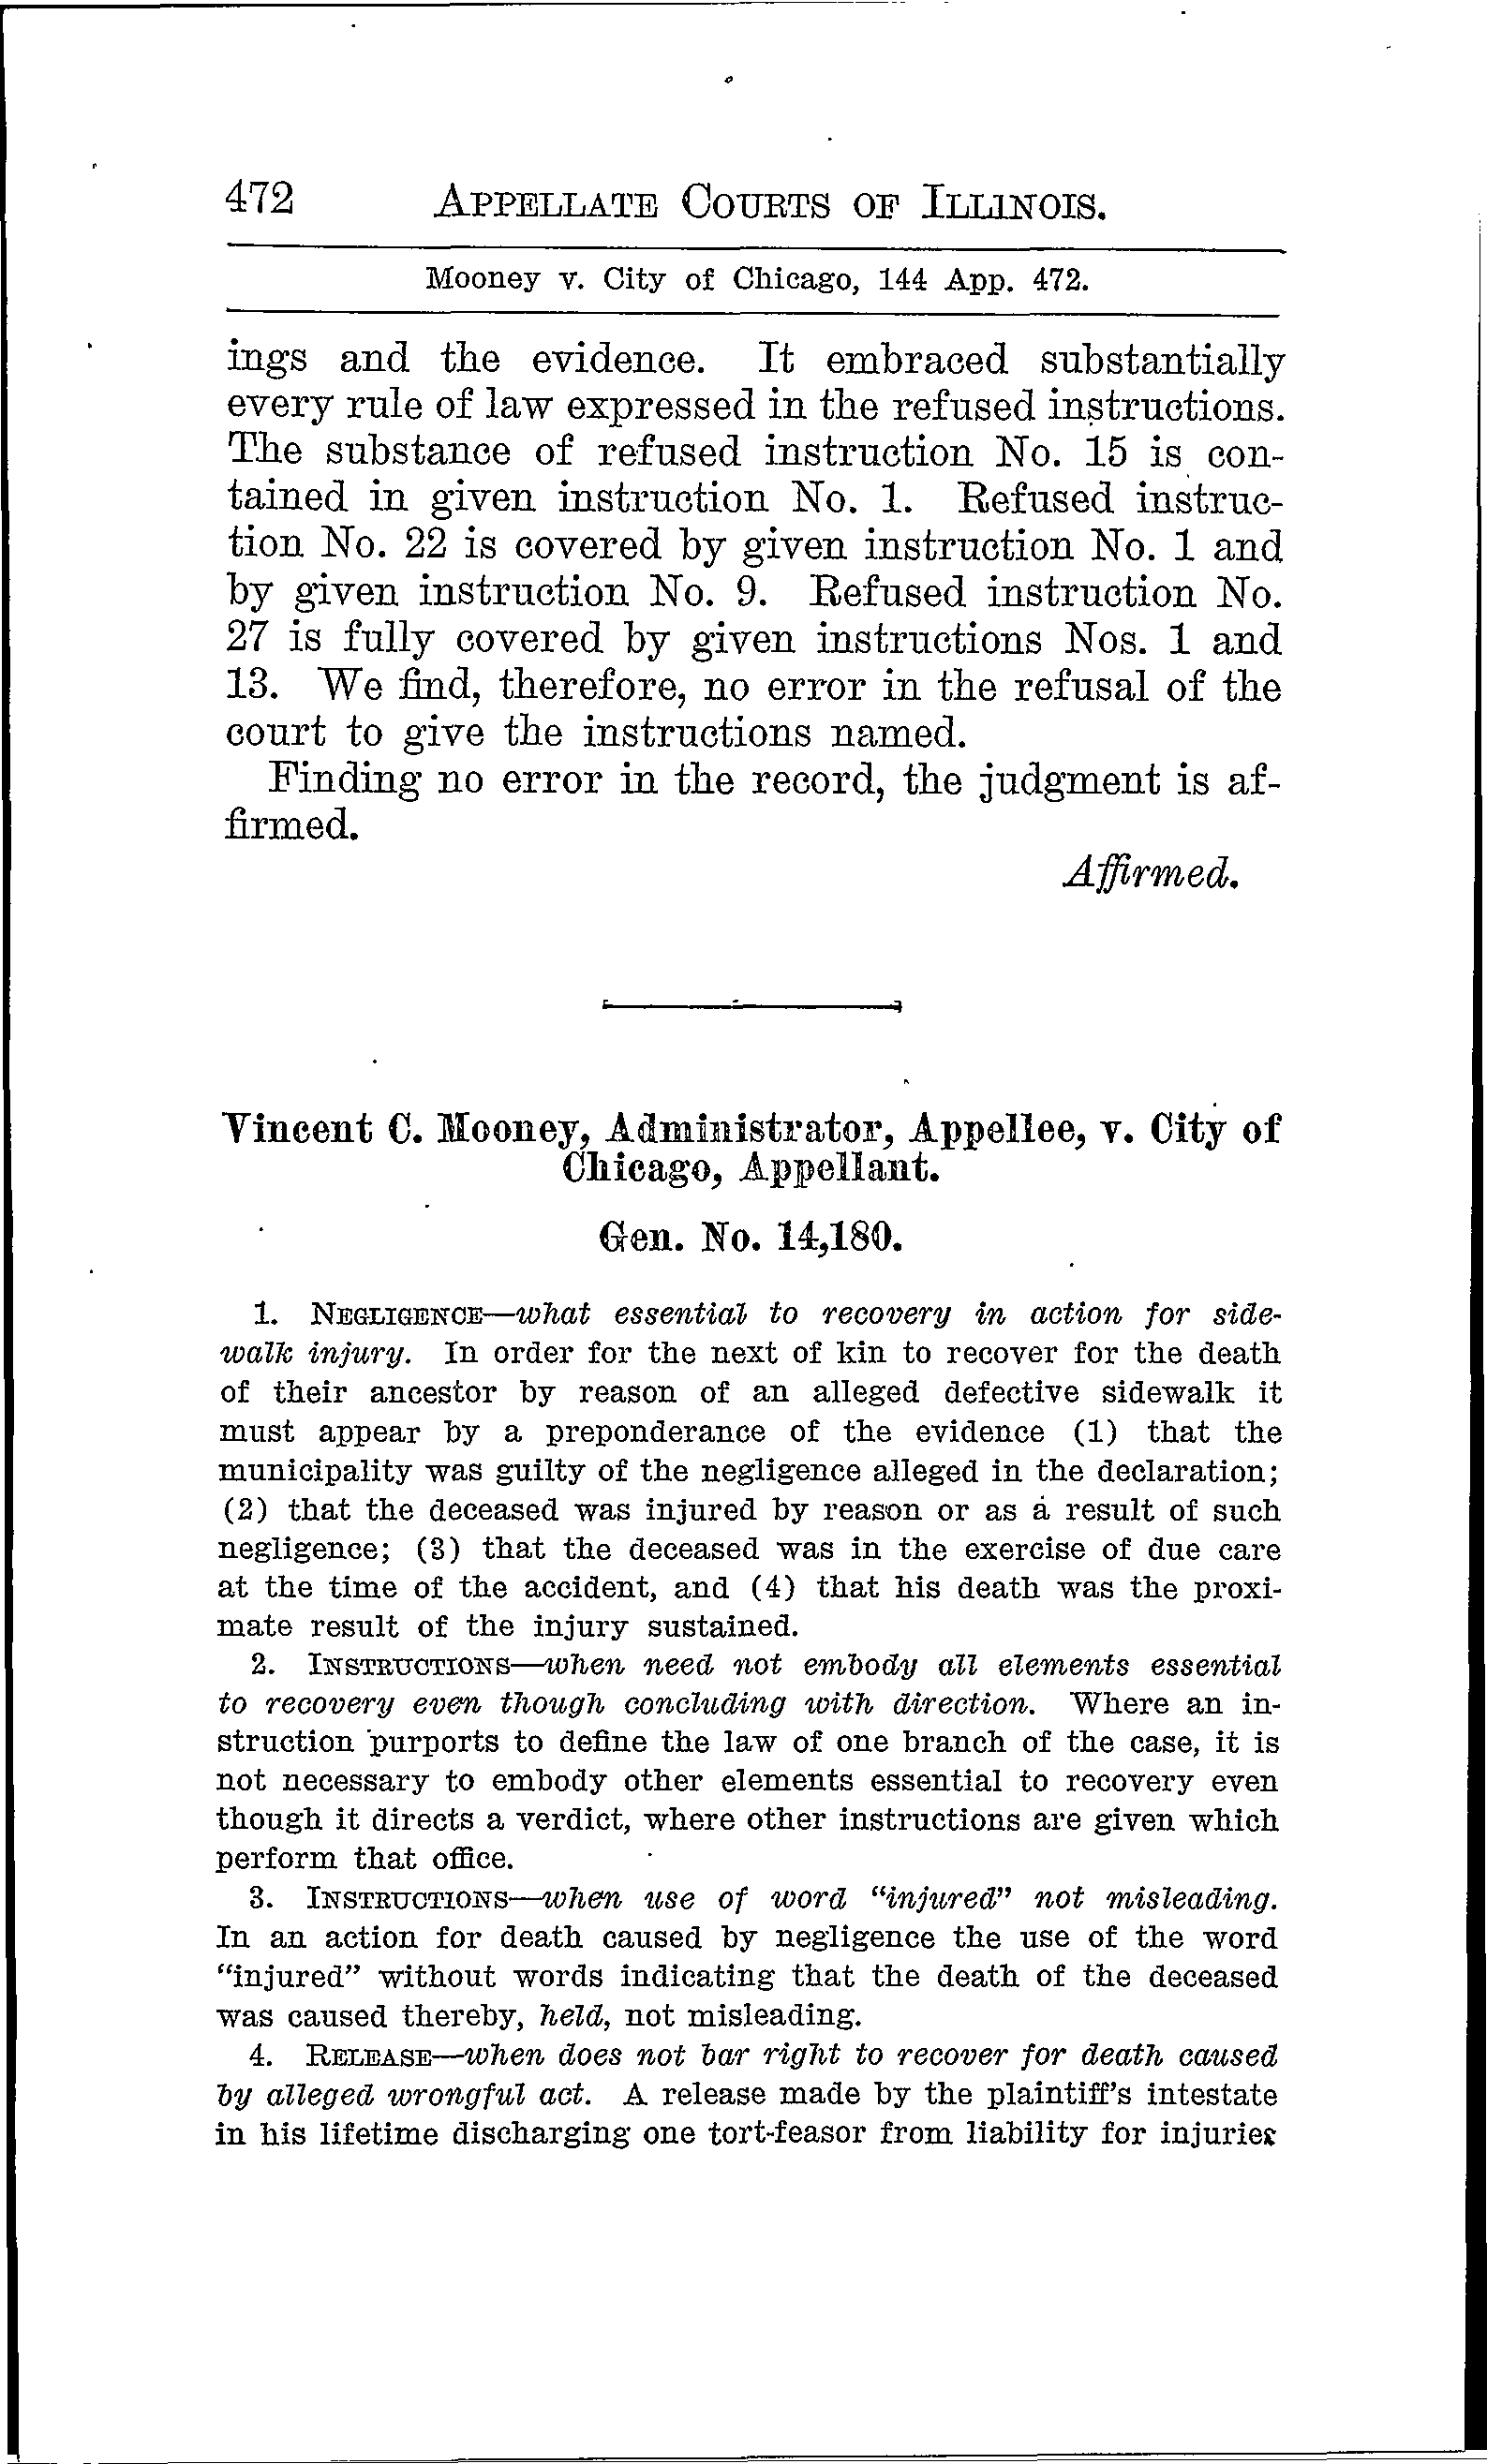 472 APPELLATE COURTS OF ILLINOIS.
Mooney v. City of Chicago, 144 App. 472.
ings and the evidence. It embraced substantially
every rule of law expressed in the refused instructions.
The substance of refused instruction No. 15 is con-
tained in given instruction No. 1. Refused instruc-
tion No. 22 is covered by given instruction No. 1 and
by given instruction No. 9. Refused instruction No.
27 is fully covered by given instructions Nos. 1 and
13. We find, therefore, no error in the refusal of the
court to give the instructions named.
Finding no error in the record, the judgment is af-
firmed.
Affirmed.
Vincent C. Mooney, Administrator, Appellee, v. City of
Chicago, Appellant.
Gen. No. 14,180.
1. NEGLIGENCE—what essential to recovery in action for side-
walk injury. In order for the next of kin to recover for the death
of their ancestor by reason of an alleged defective sidewalk it
must appear by a preponderance of the evidence (1) that the
municipality was guilty of the negligence alleged in the declaration;
(2) that the deceased was injured by reason or as a result of such
negligence; (3) that the deceased was in the exercise of due care
at the time of the accident, and (4) that his death was the proxi-
mate result of the injury sustained.
2. INSTRUCTIONS—when need not embody all elements essential
to recovery even though concluding with direction. Where an in-
struction purports to define the law of one branch of the case, it is
not necessary to embody other elements essential to recovery even
though it directs a verdict, where other instructions are given which
perform that office.
3. INSTRUCTIONS—when use of word “injured” not misleading.
In an action for death caused by negligence the use of the word
“injured” without words indicating that the death of the deceased
was caused thereby, held, not misleading.
4. RELEASE—when does not bar right to recover for death caused
by alleged wrongful act. A release made by the plaintiff's intestate
in his lifetime discharging one tort-feasor from liability for injuries